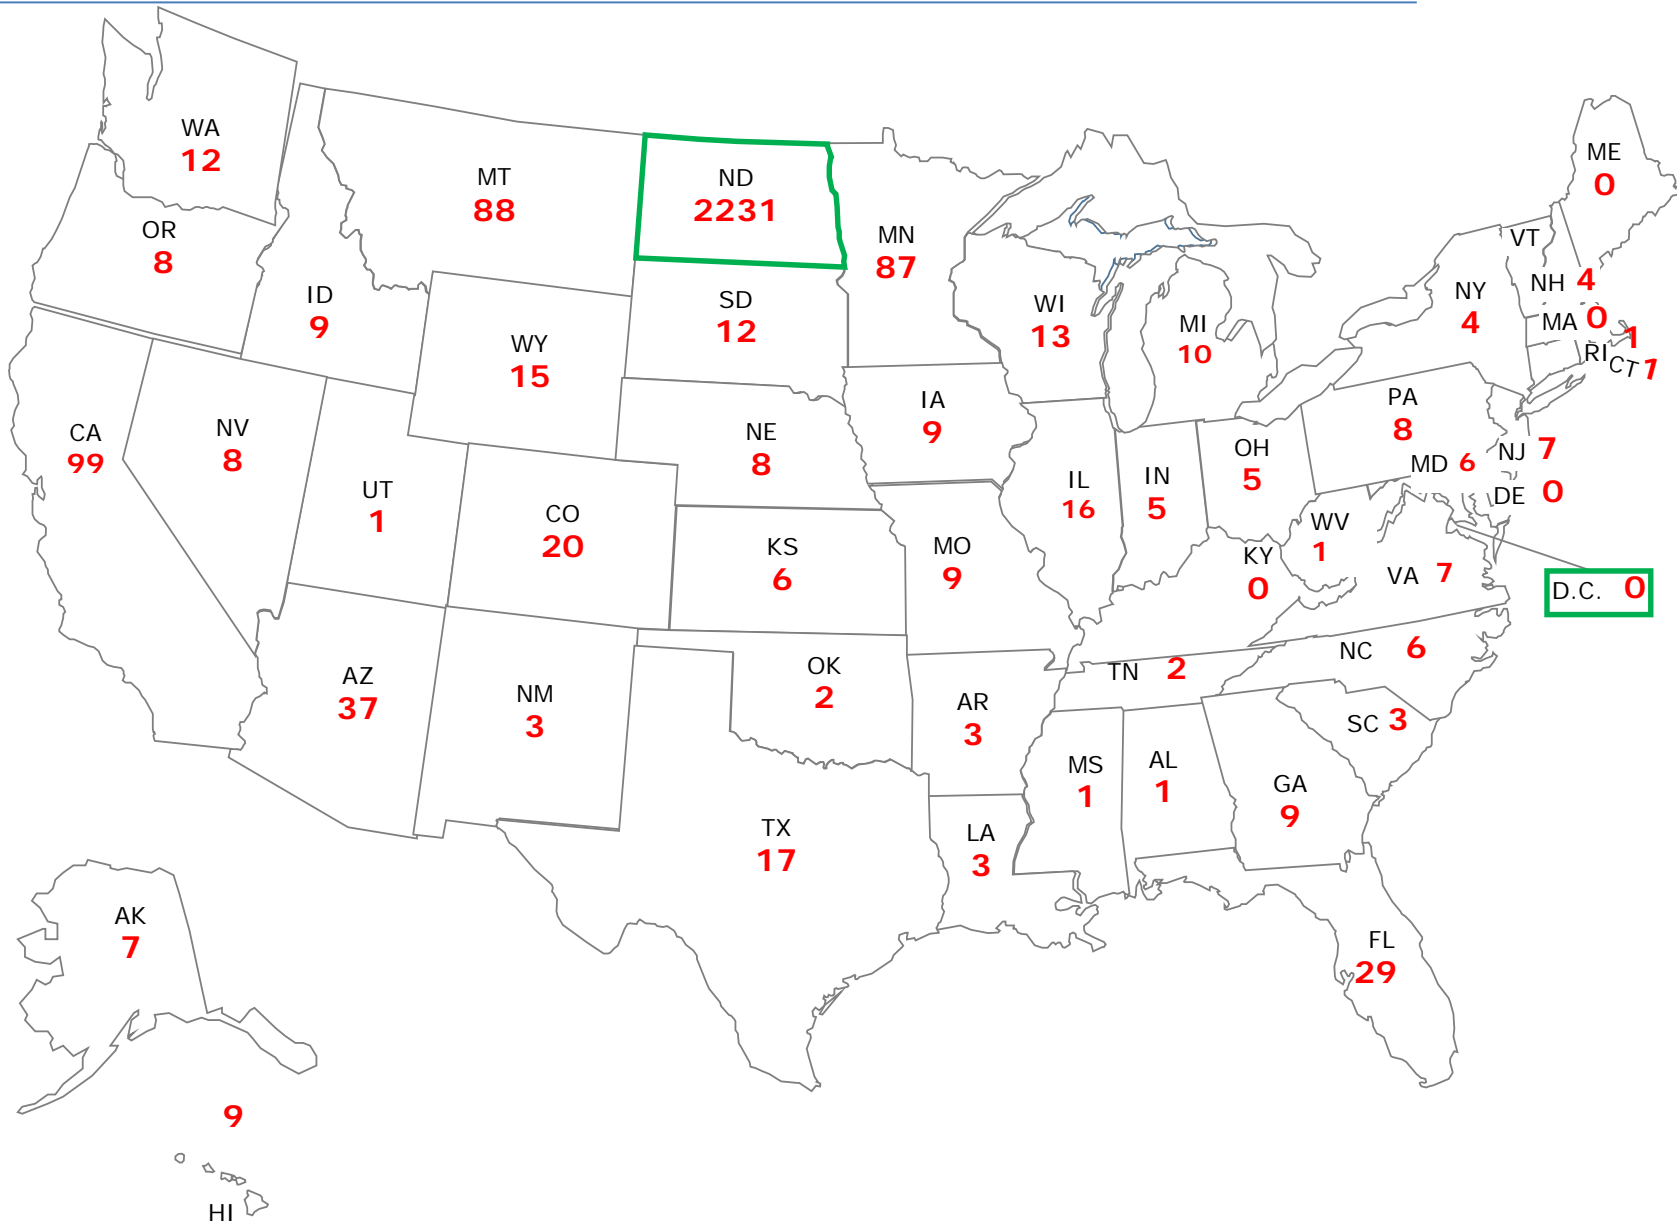 WA
12
OR
8
MT
88
ND
2231
MN
87
ID
9
WY
15
SD
12
WI
13
MI
10
ME
0
VT
NH 4
MA 0
1
RI
CT 1
NY
4
CA
99
NV
8
UT
1
CO
20
NE
8
IA
9
IL
16
IN
5
OH
5
PA
8
MD 6
NJ 7
DE 0
WV
1
VA 7
D.C. 0
KS
6
MO
9
KY
0
AZ
37
NM
3
OK
2
AR
3
TN 2
NC 6
SC 3
MS
1
AL
1
GA
9
TX
17
LA
3
FL
29
AK
7
9
HI